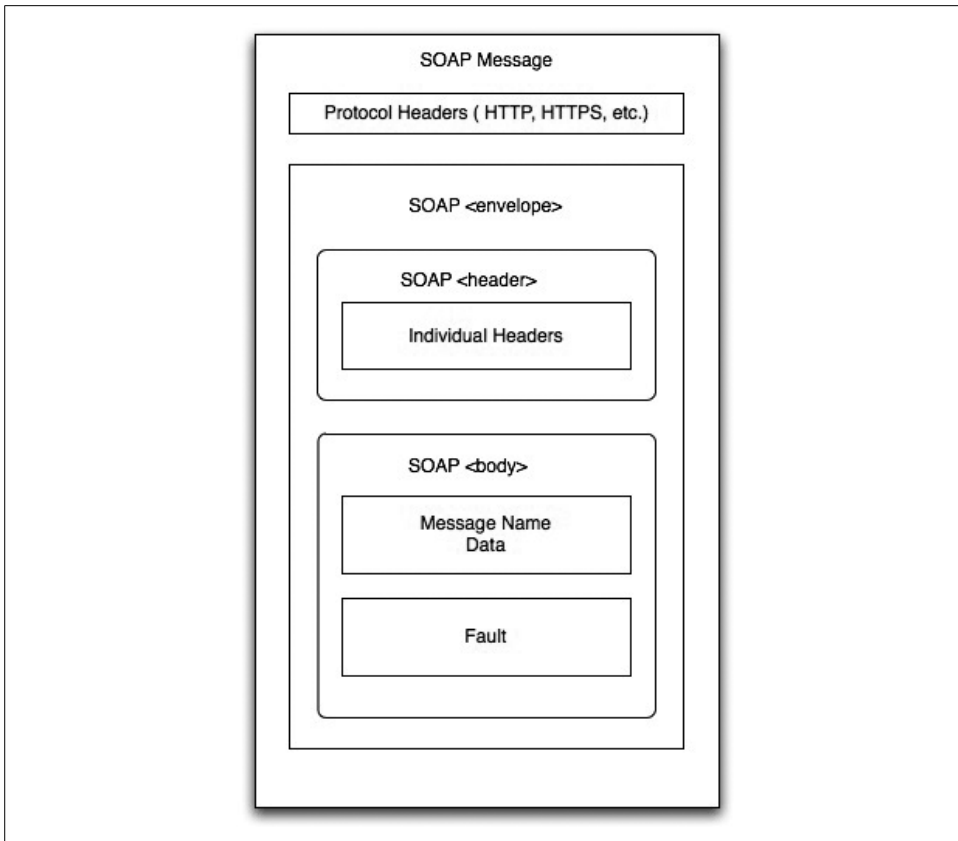 SOAP Message
Protocol Headers ( HTTP, HTTPS, etc.)
SOAP <envelope>
SOAP <header>
Individual Headers
SOAP <body>
Message Name
Data
Fault